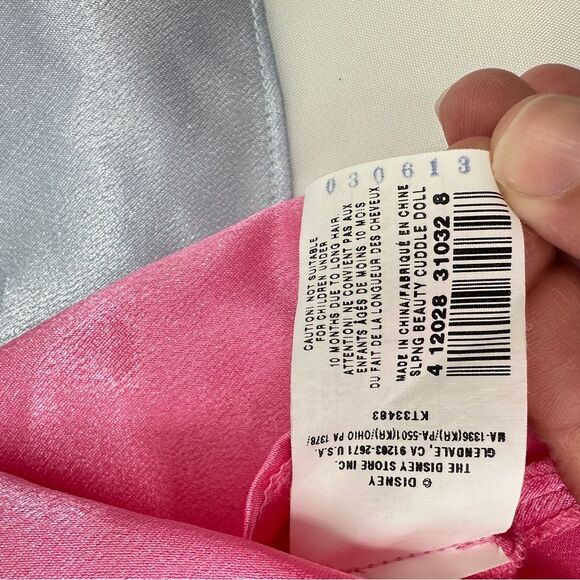 030613
CAUTION! NOT SUITABLE
FOR CHILDREN UNDER
10 MONTHS DUE TO LONG HAIR.
ATTENTION! NE CONVIENT PAS AUX
ENFANTS ÂGÉS DE MOINS 10 MOIS
DU FAIT DE LA LONGUEUR DES CHEVEUX
MADE IN CHINA/FABRIQUÉ EN CHINE
SLPNG BEAUTY CUDDLE DOLL
4 12028 31032 8
© DISNEY
THE DISNEY STORE INC.
GLENDALE, CA 91203-2671 U.S.A.
MA-1336(KR)/PA-5501(KR)/OHIO PA 1378/
KT33483